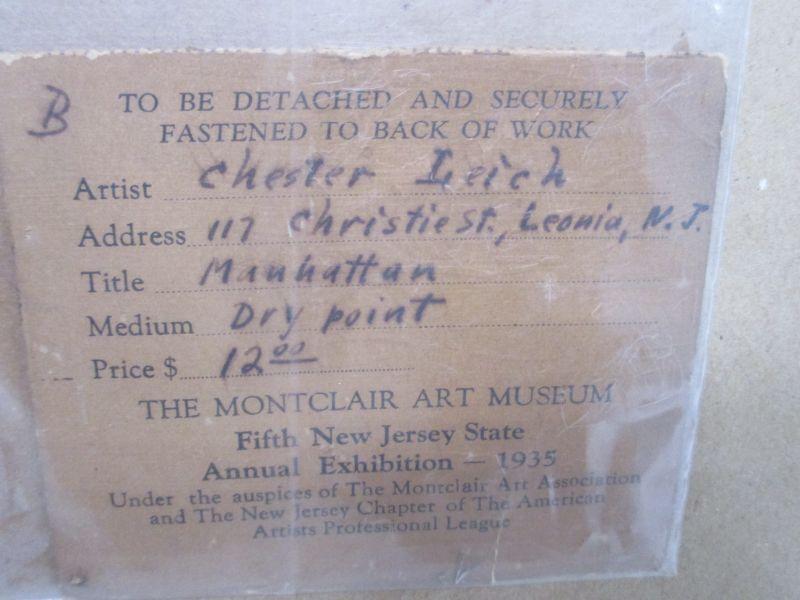 B
TO BE DETACHED AND SECURELY
FASTENED TO BACK OF WORK
Artist Chester Leich
Address 117 Christie St., Leonia, N.J.
Title Manhattan
Medium Dry point
Price $ 12 00
THE MONTCLAIR ART MUSEUM
Fifth New Jersey State
Annual Exhibition — 1935
Under the auspices of The Montclair Art Association
and The New Jersey Chapter of The American
Artists Professional League